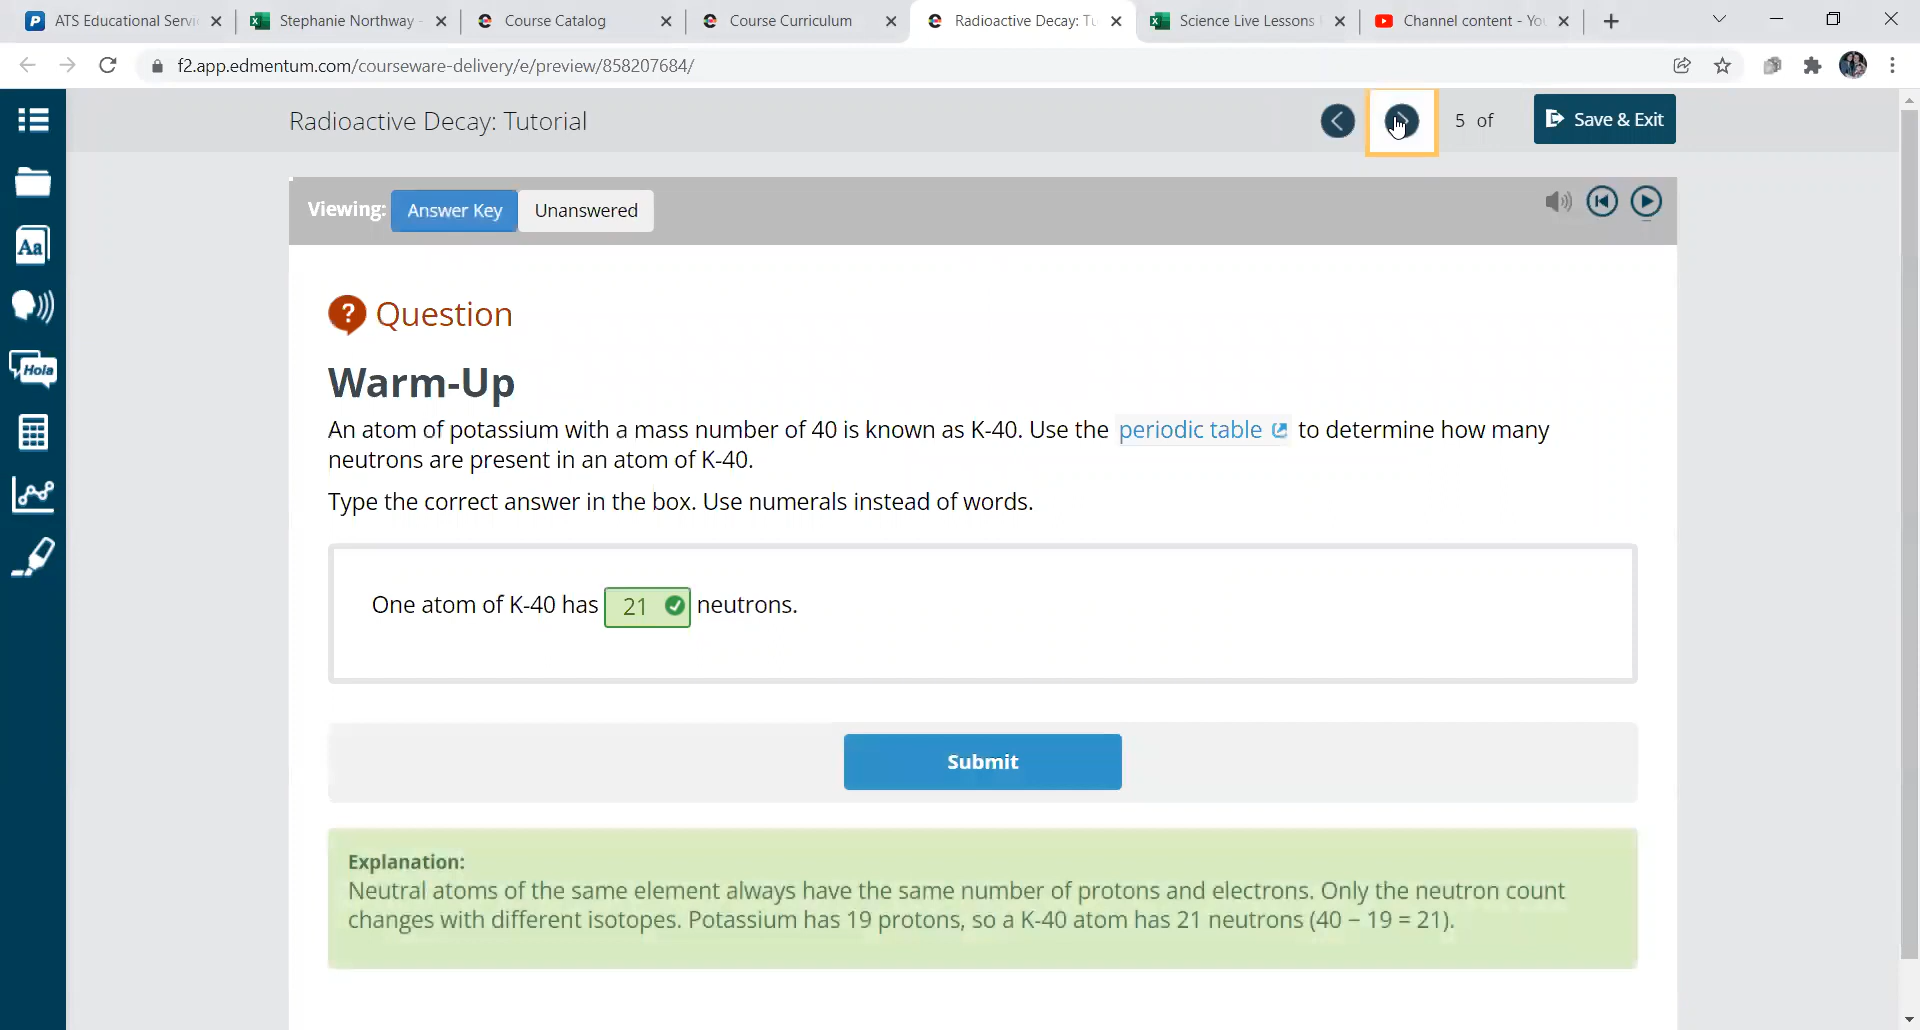 ATS Educational Servi
Stephanie Northway -
Course Catalog
Course Curriculum
Radioactive Decay: Tu
Science Live Lessons
Channel content - You
f2.app.edmentum.com/courseware-delivery/e/preview/858207684/
Radioactive Decay: Tutorial
5 of
Save & Exit
Viewing:
Answer Key
Unanswered
Aa
Hola
? Question
Warm-Up
An atom of potassium with a mass number of 40 is known as K-40. Use the periodic table to determine how many
neutrons are present in an atom of K-40.
Type the correct answer in the box. Use numerals instead of words.
One atom of K-40 has 21 neutrons.
Submit
Explanation:
Neutral atoms of the same element always have the same number of protons and electrons. Only the neutron count
changes with different isotopes. Potassium has 19 protons, so a K-40 atom has 21 neutrons (40 − 19 = 21).